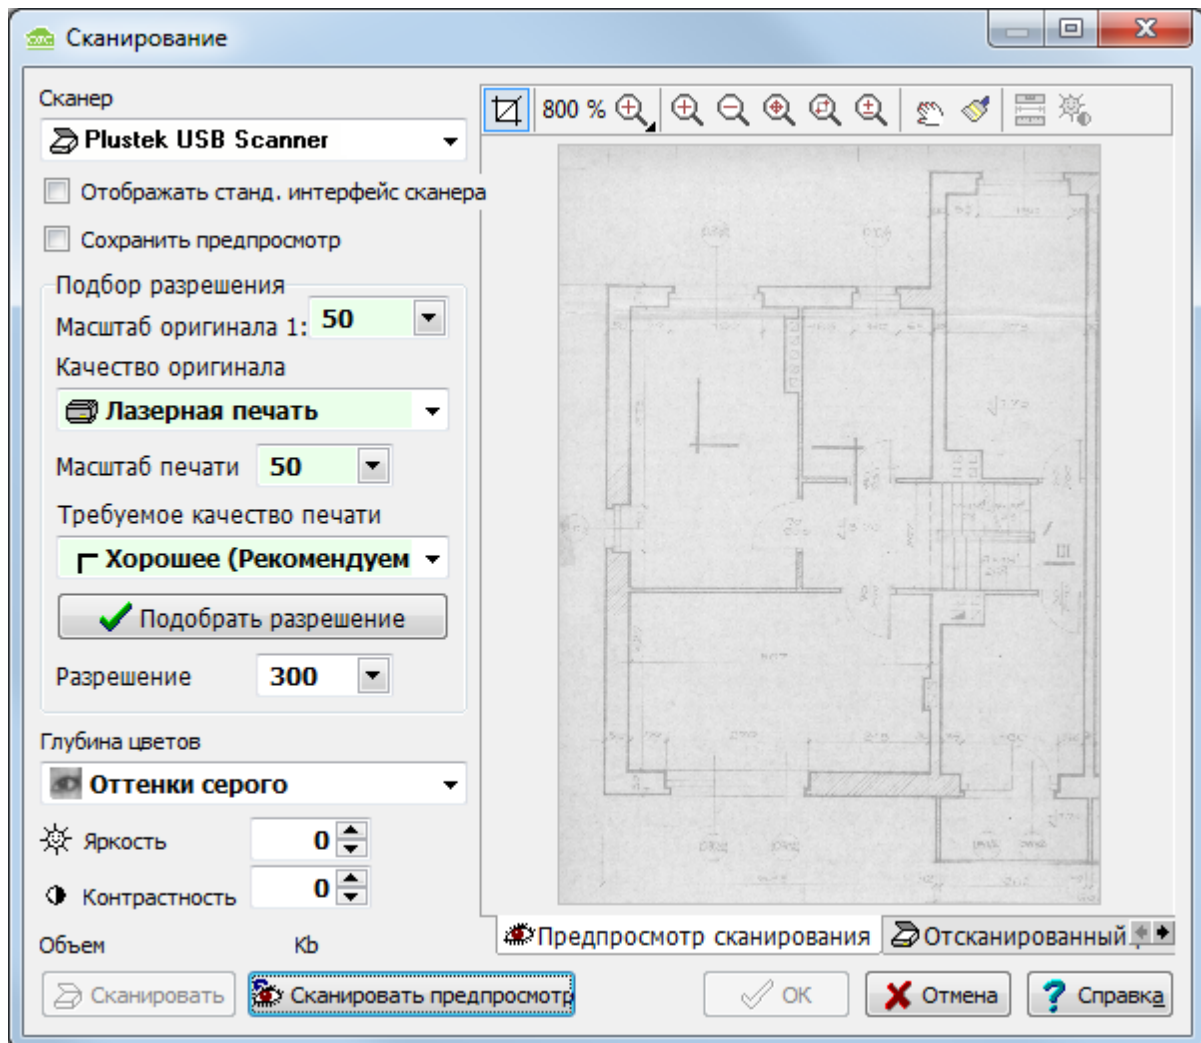 Сканирование
Сканер
Plustek USB Scanner
Отображать станд. интерфейс сканера
Сохранить предпросмотр
Подбор разрешения
Масштаб оригинала 1: 50
Качество оригинала
Лазерная печать
Масштаб печати 50
Требуемое качество печати
Хорошее (Рекомендуем
Подобрать разрешение
Разрешение 300
Глубина цветов
Оттенки серого
Яркость 0
Контрастность 0
Объем Kb
800 %
Предпросмотр сканирования
Отсканированный
Сканировать
Сканировать предпросмотр
OK
Отмена
Справка